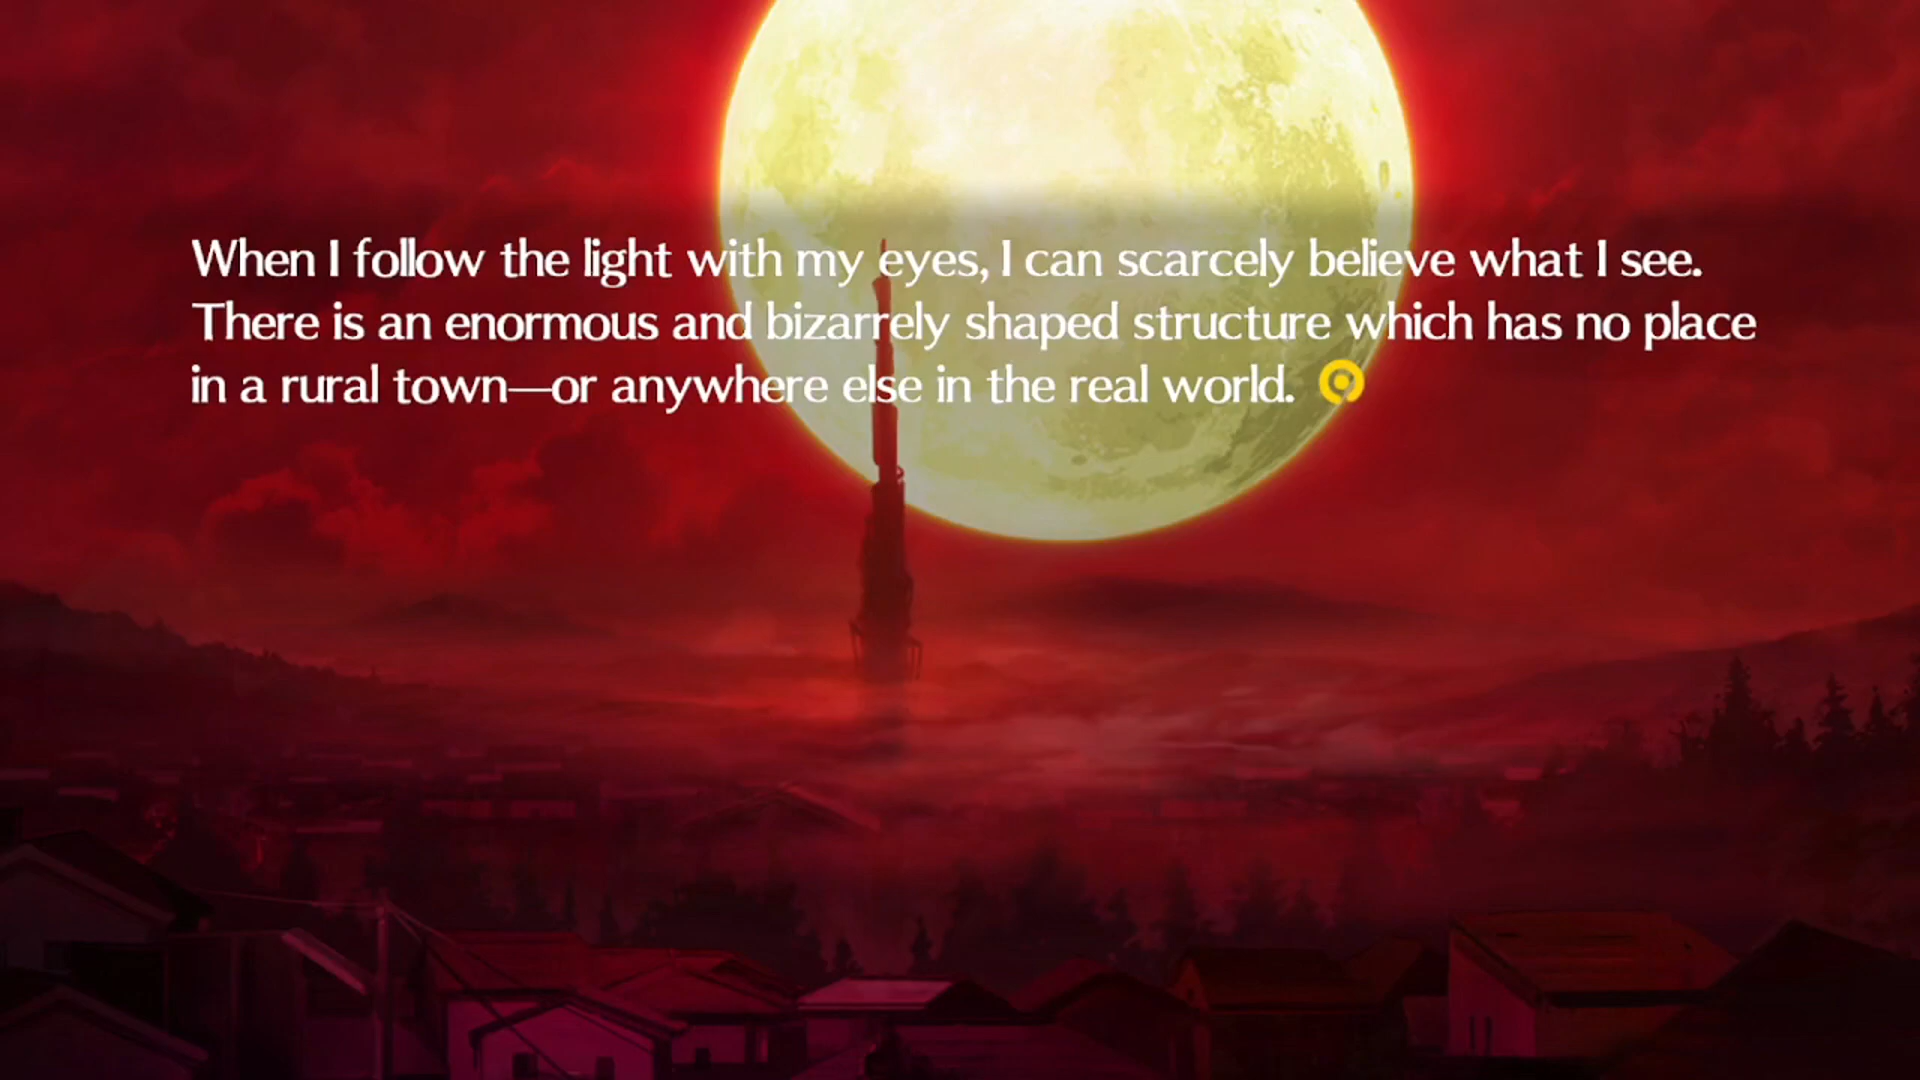 When I follow the light with my eyes, I can scarcely believe what I see.
There is an enormous and bizarrely shaped structure which has no place
in a rural town—or anywhere else in the real world.